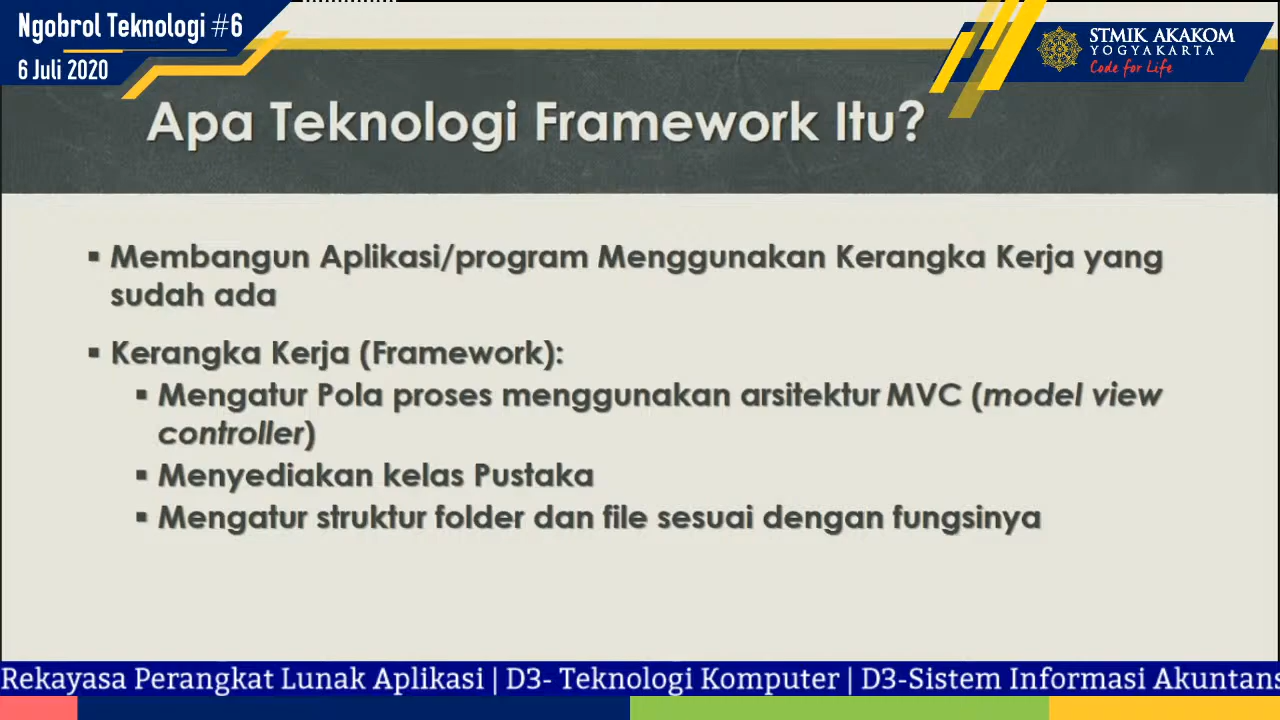 Ngobrol Teknologi #6
6 Juli 2020
STMIK AKAKOM
YOGYAKARTA
Code for Life
Apa Teknologi Framework Itu?
▪ Membangun Aplikasi/program Menggunakan Kerangka Kerja yang
sudah ada
▪ Kerangka Kerja (Framework):
▪ Mengatur Pola proses menggunakan arsitektur MVC (model view
controller)
▪ Menyediakan kelas Pustaka
▪ Mengatur struktur folder dan file sesuai dengan fungsinya
Rekayasa Perangkat Lunak Aplikasi | D3- Teknologi Komputer | D3-Sistem Informasi Akuntans